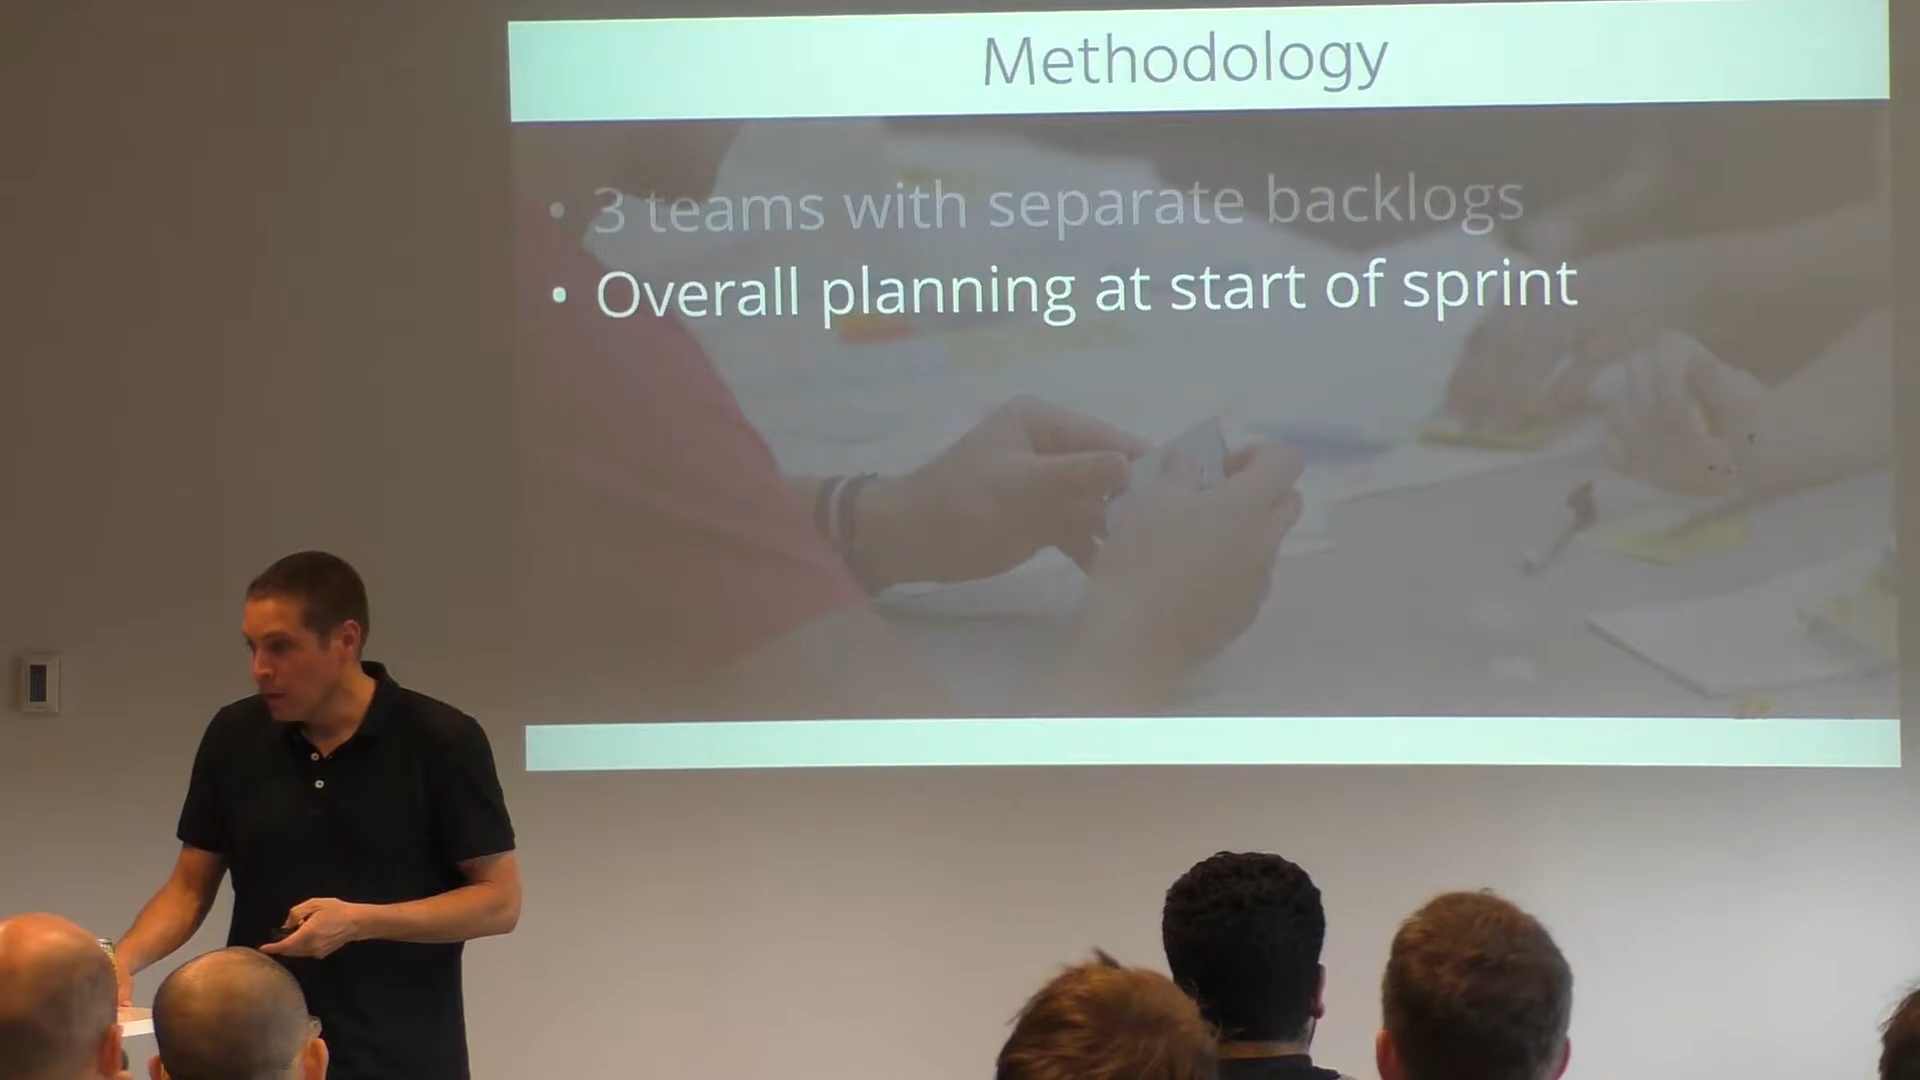 Methodology
• 3 teams with separate backlogs
• Overall planning at start of sprint